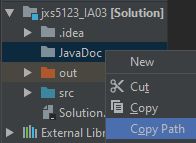 jxs5123_IA03 [Solution]
.idea
JavaDoc
out
src
Solution.
External Libr
New
Cut
Copy
Copy Path